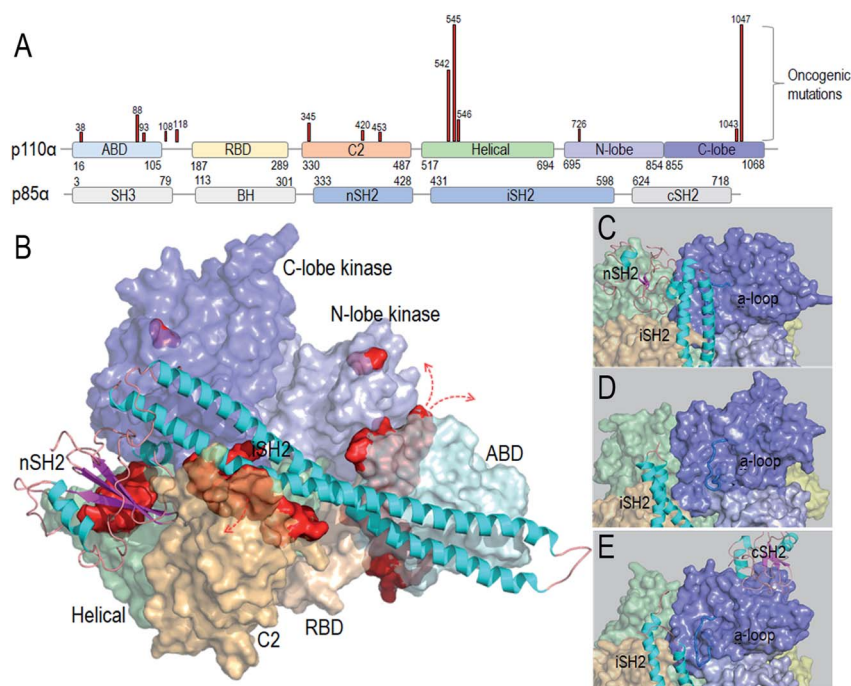 A
545
1047
542
88
118
345
546
38
93
108
420
453
726
1043
Oncogenic
mutations
p110α
ABD
RBD
C2
Helical
N-lobe
C-lobe
16
105
187
289
330
487
517
694
695
854
855
1068
3
79
113
301
333
428
431
598
624
718
p85α
SH3
BH
nSH2
iSH2
cSH2
B
C-lobe kinase
N-lobe kinase
nSH2
iSH2
ABD
Helical
C2
RBD
C
nSH2
a-loop
iSH2
D
a-loop
iSH2
E
cSH2
a-loop
iSH2